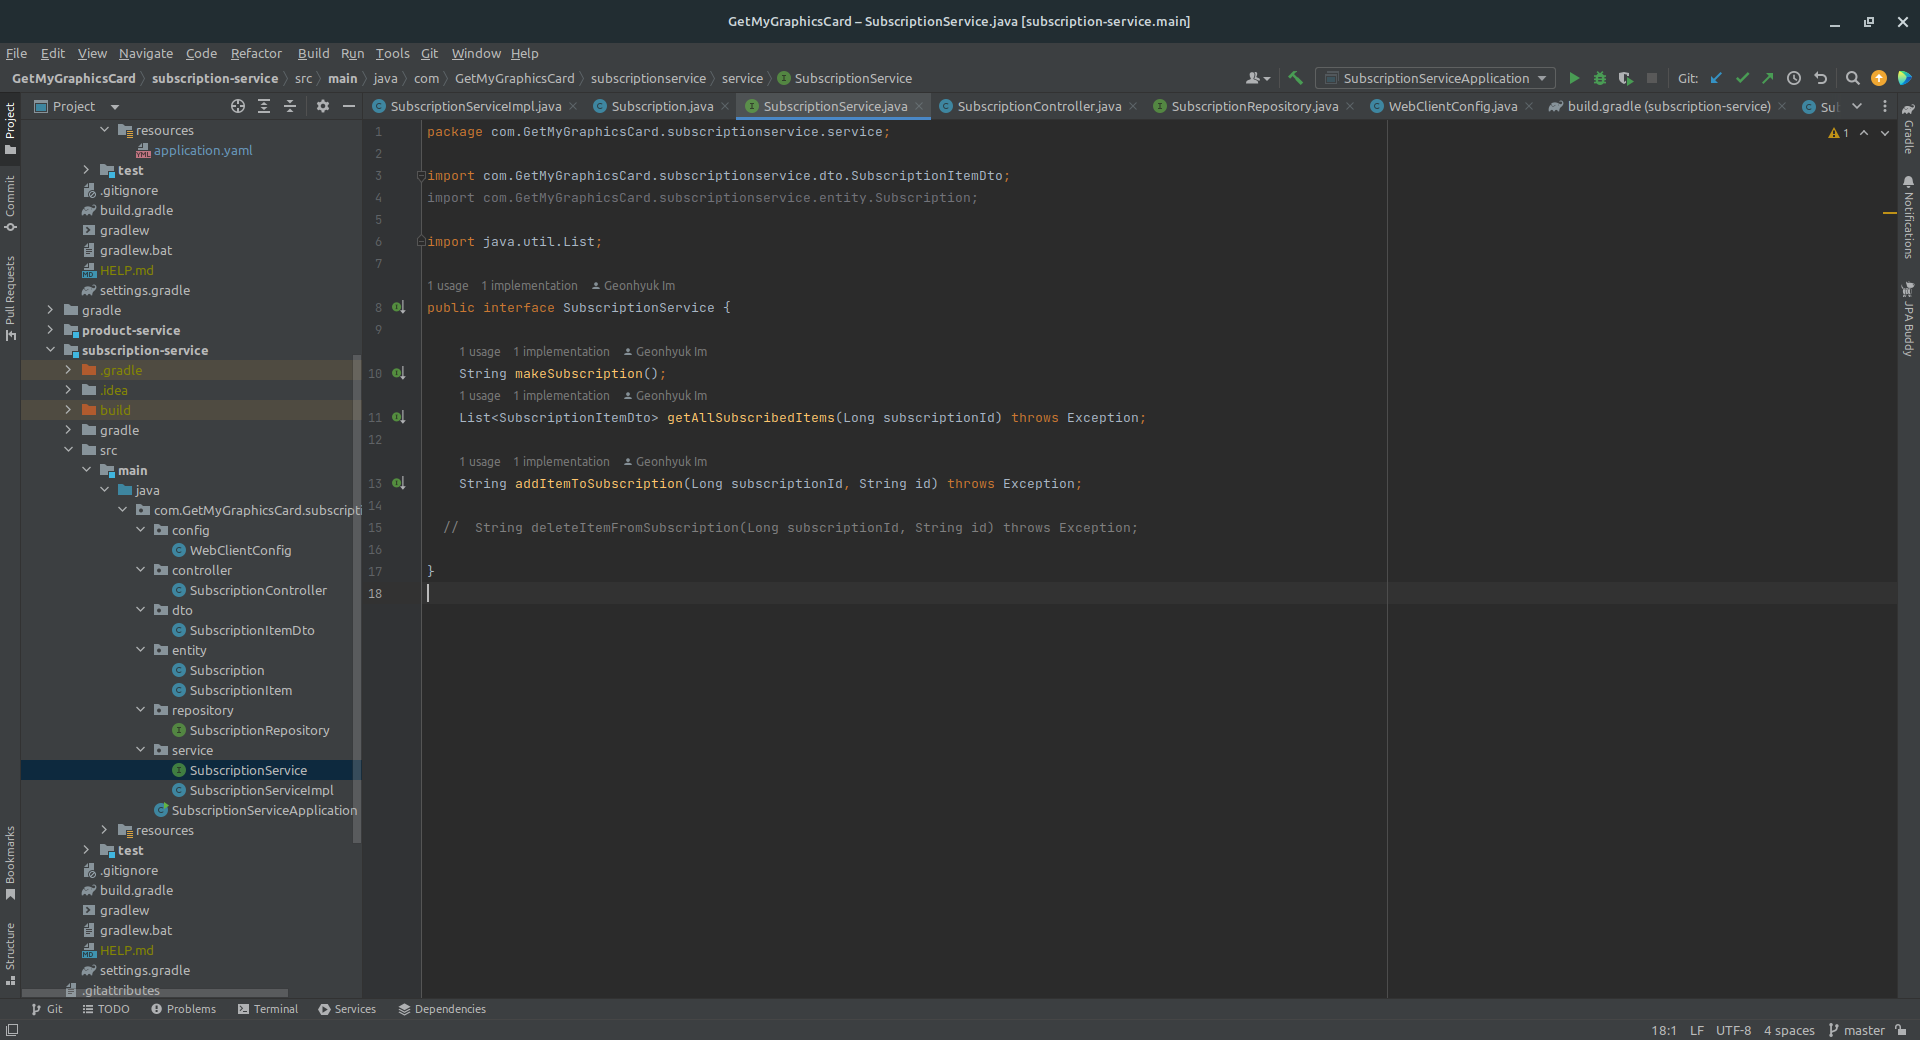 GetMyGraphicsCard – SubscriptionService.java [subscription-service.main]
File Edit View Navigate Code Refactor Build Run Tools Git Window Help
GetMyGraphicsCard subscription-service src main java com GetMyGraphicsCard subscriptionservice service SubscriptionService SubscriptionServiceApplication Git:
Project
SubscriptionServiceImpl.java Subscription.java SubscriptionService.java SubscriptionController.java SubscriptionRepository.java WebClientConfig.java build.gradle (subscription-service) Su
Project
Commit
Pull Requests
Bookmarks
Structure
resources
application.yaml
test
.gitignore
build.gradle
gradlew
gradlew.bat
HELP.md
settings.gradle
gradle
product-service
subscription-service
.gradle
.idea
build
gradle
src
main
java
com.GetMyGraphicsCard.subscripti
config
WebClientConfig
controller
SubscriptionController
dto
SubscriptionItemDto
entity
Subscription
SubscriptionItem
repository
SubscriptionRepository
service
SubscriptionService
SubscriptionServiceImpl
SubscriptionServiceApplication
resources
test
.gitignore
build.gradle
gradlew
gradlew.bat
HELP.md
settings.gradle
.gitattributes
1 package com.GetMyGraphicsCard.subscriptionservice.service;
2
3 import com.GetMyGraphicsCard.subscriptionservice.dto.SubscriptionItemDto;
4 import com.GetMyGraphicsCard.subscriptionservice.entity.Subscription;
5
6 import java.util.List;
7
1 usage 1 implementation Geonhyuk Im
8 public interface SubscriptionService {
9
1 usage 1 implementation Geonhyuk Im
10 String makeSubscription();
1 usage 1 implementation Geonhyuk Im
11 List<SubscriptionItemDto> getAllSubscribedItems(Long subscriptionId) throws Exception;
12
1 usage 1 implementation Geonhyuk Im
13 String addItemToSubscription(Long subscriptionId, String id) throws Exception;
14
15 // String deleteItemFromSubscription(Long subscriptionId, String id) throws Exception;
16
17 }
18
1
Gradle
Notifications
JPA Buddy
Git TODO Problems Terminal Services Dependencies
18:1 LF UTF-8 4 spaces master